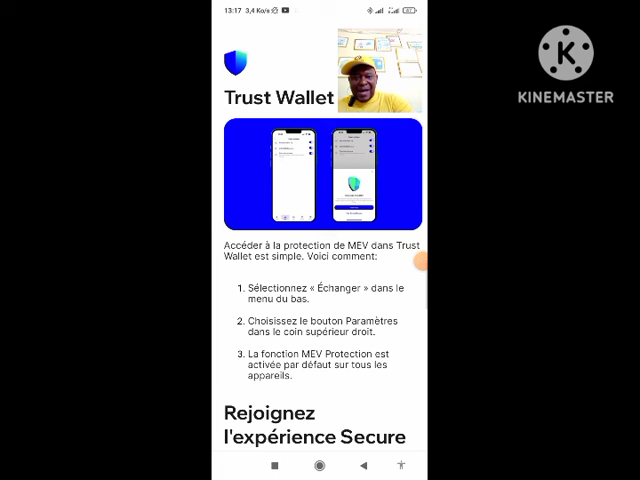 13:17 3,4 Ko/s
67
KINEMASTER
Trust Wallet
Accéder à la protection de MEV dans Trust
Wallet est simple. Voici comment:
1. Sélectionnez « Échanger » dans le
menu du bas.
2. Choisissez le bouton Paramètres
dans le coin supérieur droit.
3. La fonction MEV Protection est
activée par défaut sur tous les
appareils.
Rejoignez
l'expérience Secure